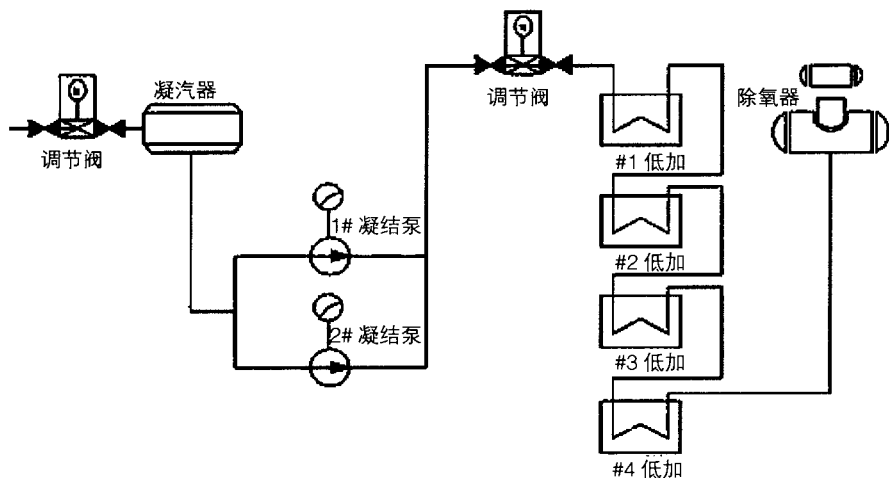 凝汽器
调节阀
1# 凝结泵
2# 凝结泵
调节阀
#1 低加
#2 低加
#3 低加
#4 低加
除氧器